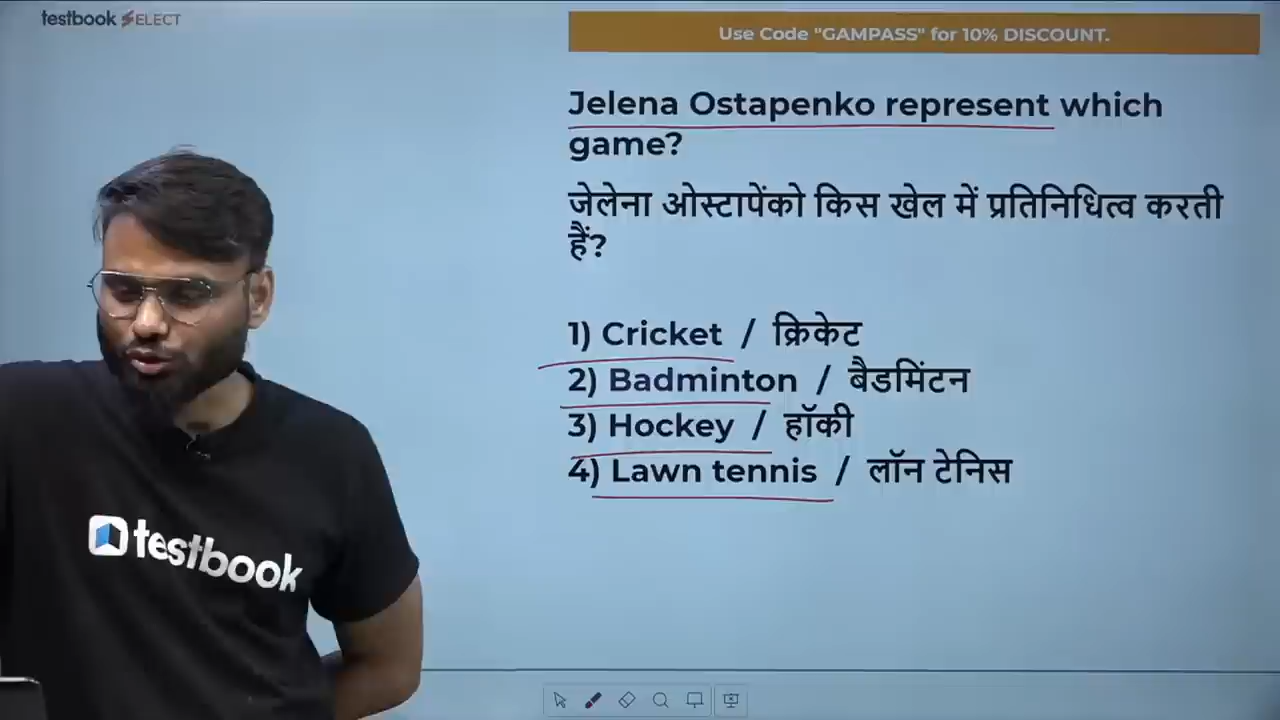 testbook SELECT
Use Code "GAMPASS" for 10% DISCOUNT.
Jelena Ostapenko represent which
game?
जेलेना ओस्टापेंको किस खेल में प्रतिनिधित्व करती
हैं?
1) Cricket / क्रिकेट
2) Badminton / बैडमिंटन
3) Hockey / हॉकी
4) Lawn tennis / लॉन टेनिस
testbook